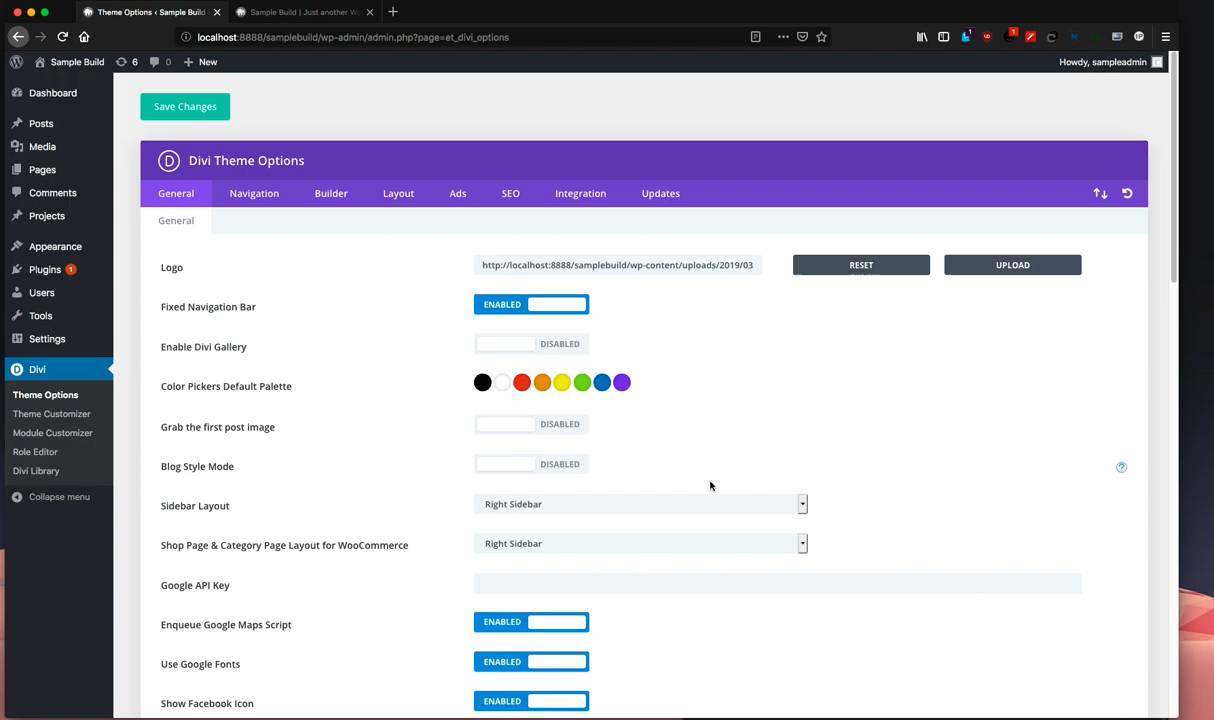 Theme Options ‹ Sample Build
Sample Build | Just another W
localhost:8888/samplebuild/wp-admin/admin.php?page=et_divi_options
Sample Build 6 0 New
Howdy, sampleadmin
Dashboard
Posts
Media
Pages
Comments
Projects
Appearance
Plugins 1
Users
Tools
Settings
Divi
Theme Options
Theme Customizer
Module Customizer
Role Editor
Divi Library
Collapse menu
Save Changes
Divi Theme Options
General Navigation Builder Layout Ads SEO Integration Updates
General
Logo http://localhost:8888/samplebuild/wp-content/uploads/2019/03 RESET UPLOAD
Fixed Navigation Bar ENABLED
Enable Divi Gallery DISABLED
Color Pickers Default Palette
Grab the first post image DISABLED
Blog Style Mode DISABLED
Sidebar Layout Right Sidebar
Shop Page & Category Page Layout for WooCommerce Right Sidebar
Google API Key
Enqueue Google Maps Script ENABLED
Use Google Fonts ENABLED
Show Facebook Icon ENABLED